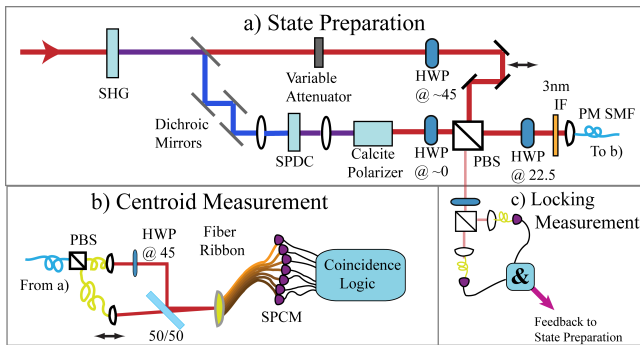 a) State Preparation
SHG
Variable
Attenuator
HWP
@ ~45
3nm
IF
PM SMF
To b)
Dichroic
Mirrors
SPDC
Calcite
Polarizer
HWP
@ ~0
PBS
HWP
@ 22.5
b) Centroid Measurement
PBS
HWP
@ 45
Fiber
Ribbon
From a)
50/50
SPCM
Coincidence
Logic
c) Locking
Measurement
&
Feedback to
State Preparation